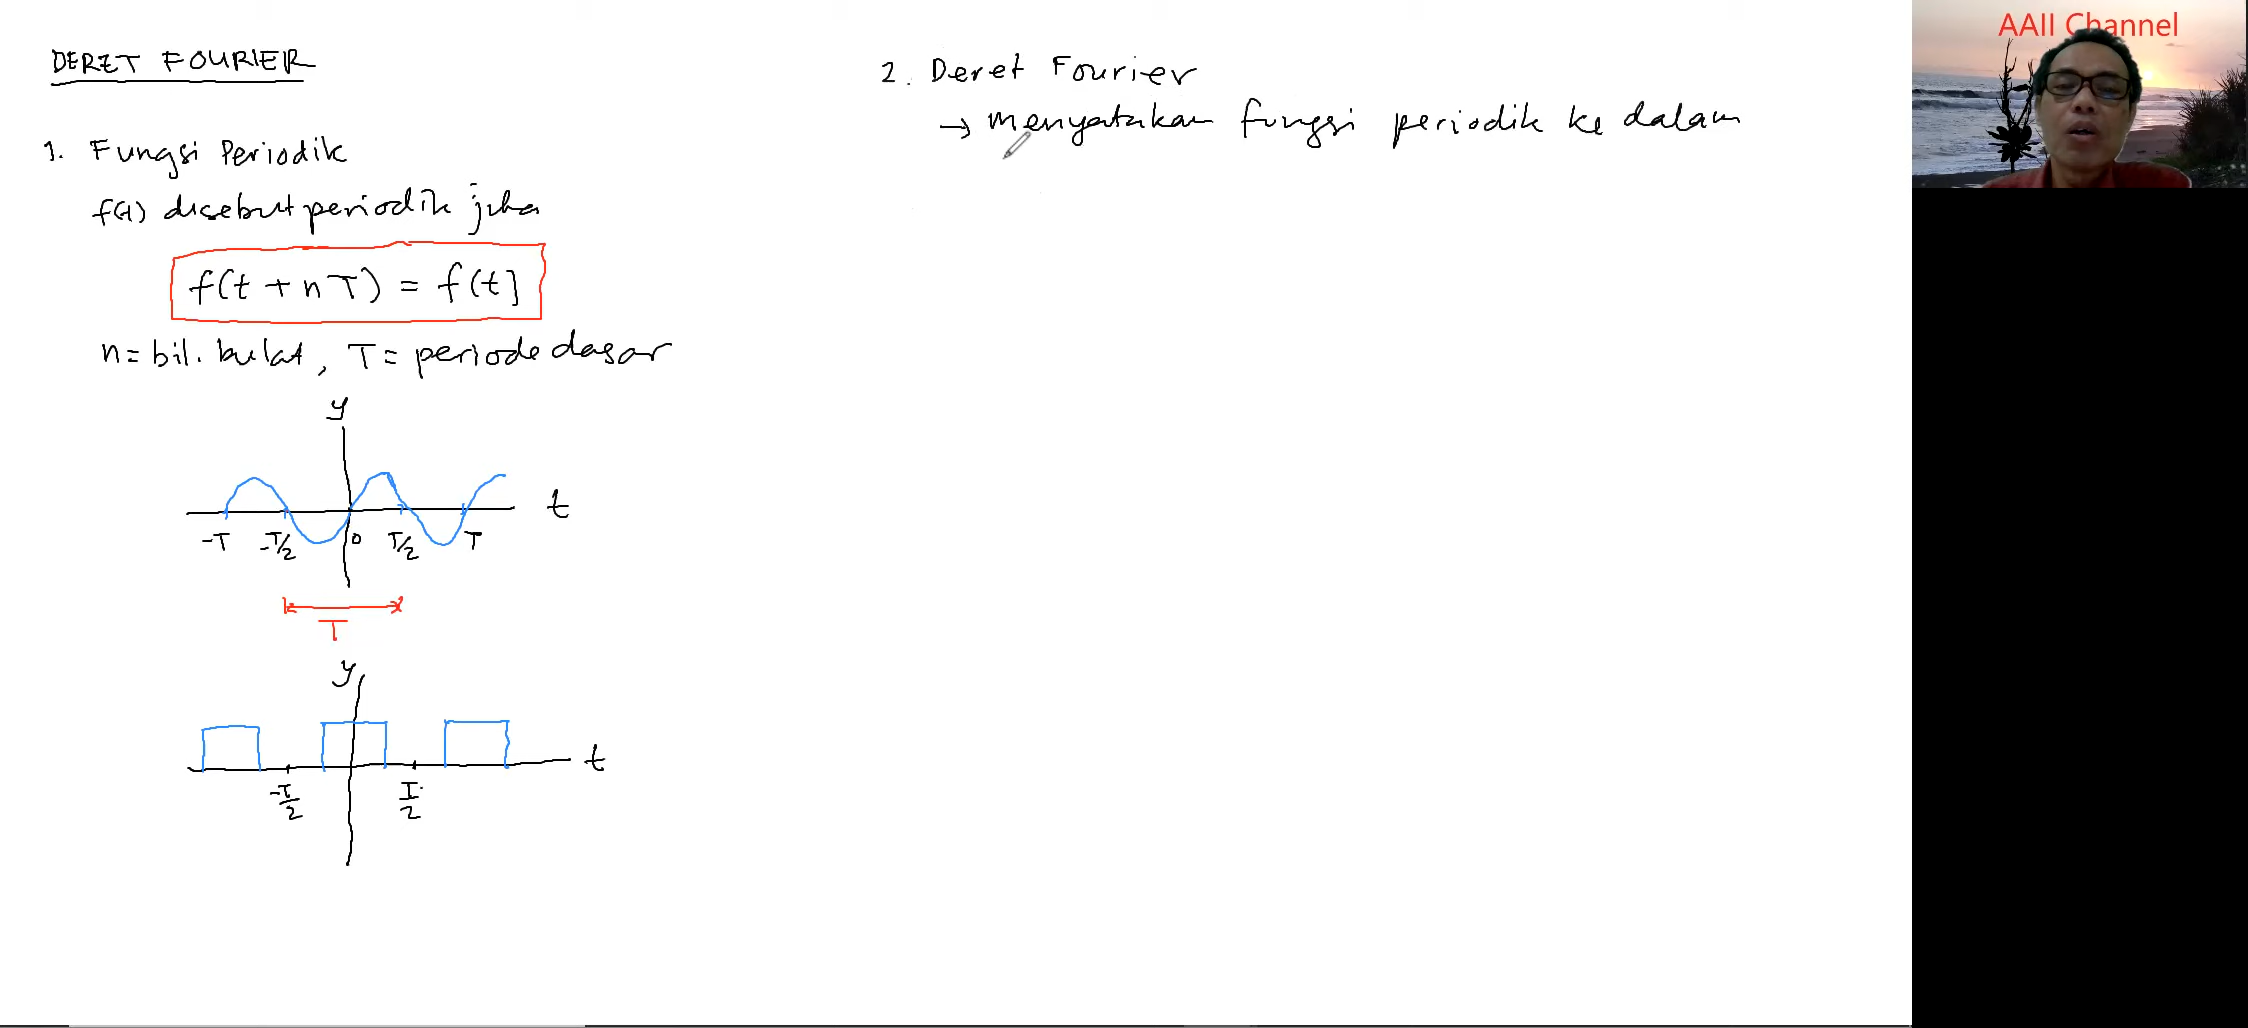 DERET FOURIER
1. Fungsi Periodik
f(t) disebut periodik jika
f(t + nT) = f(t)
n = bil. bulat, T = periode dasar
y
t
-T -T/2 0 T/2 T
T
y
t
-T/2 T/2
2. Deret Fourier
→ menyatakan fungsi periodik ke dalam
AAII Channel